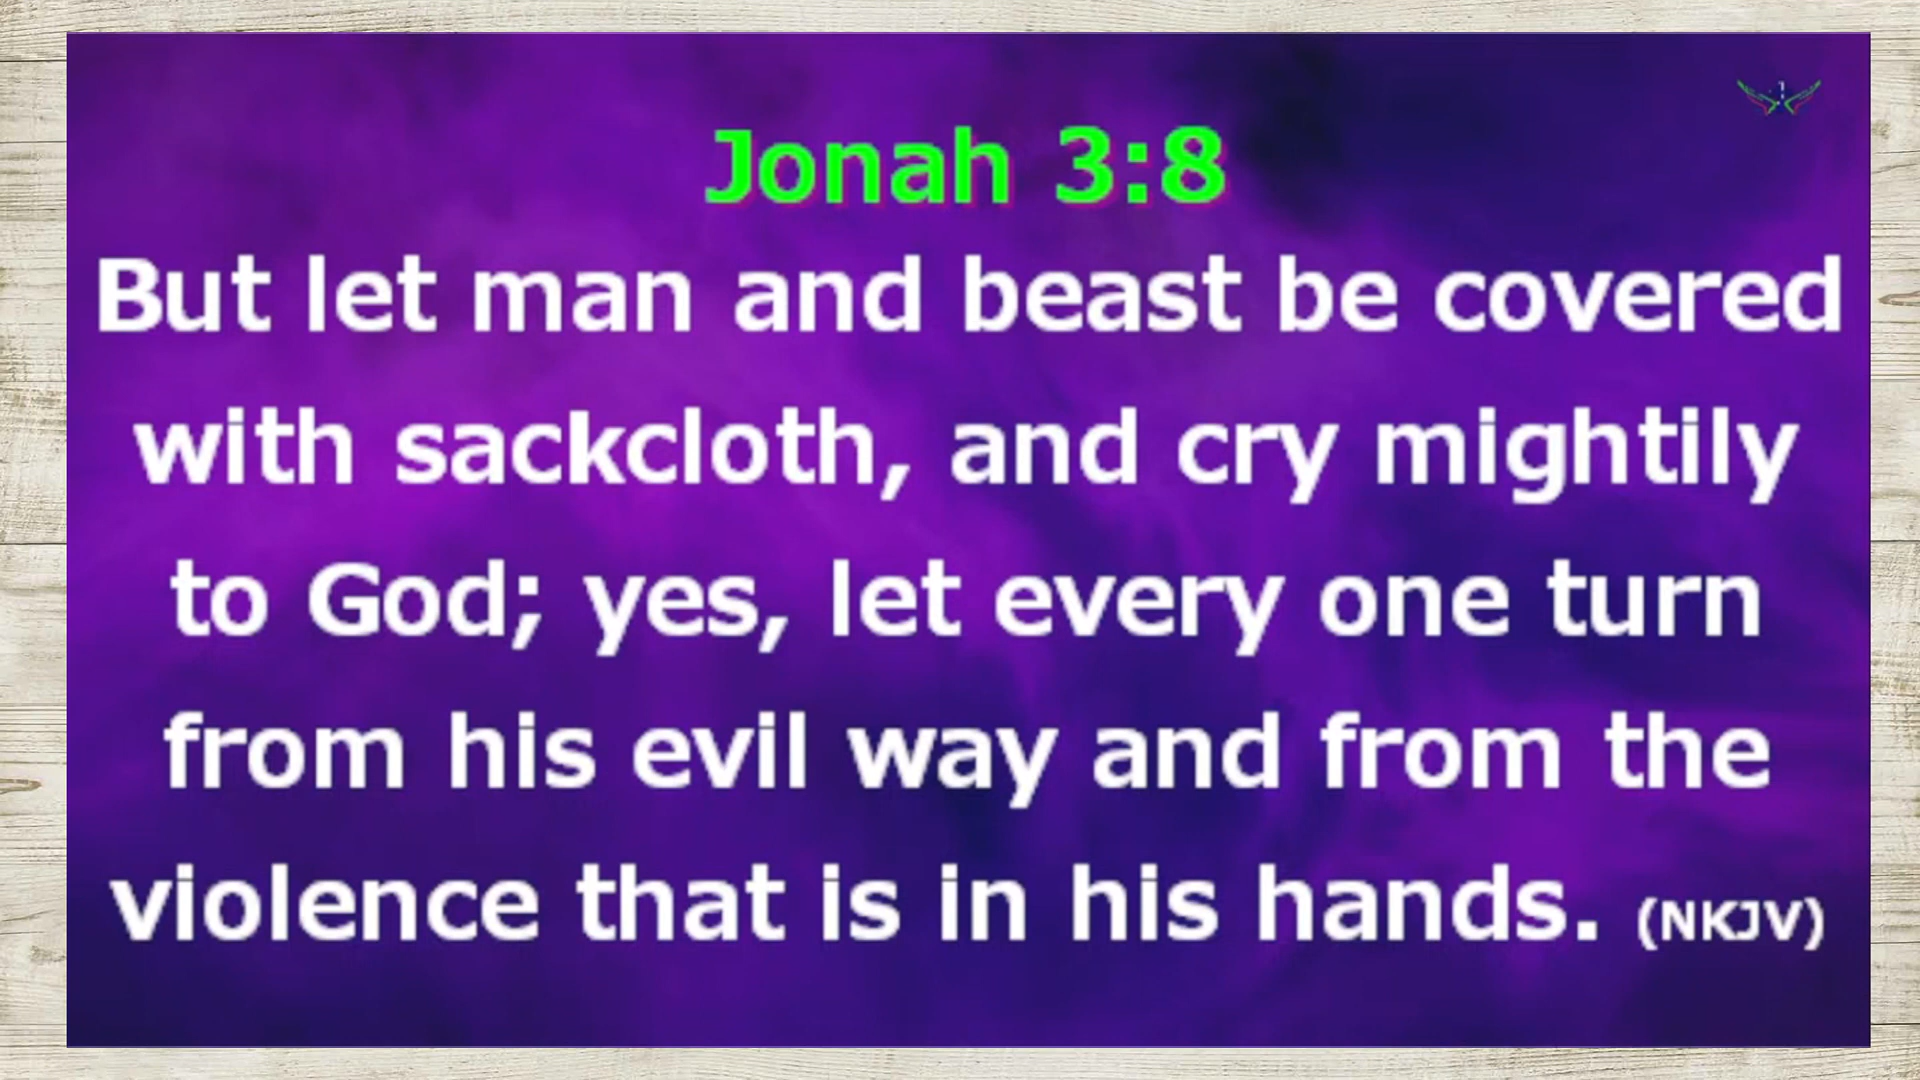 Jonah 3:8
But let man and beast be covered
with sackcloth, and cry mightily
to God; yes, let every one turn
from his evil way and from the
violence that is in his hands. (NKJV)